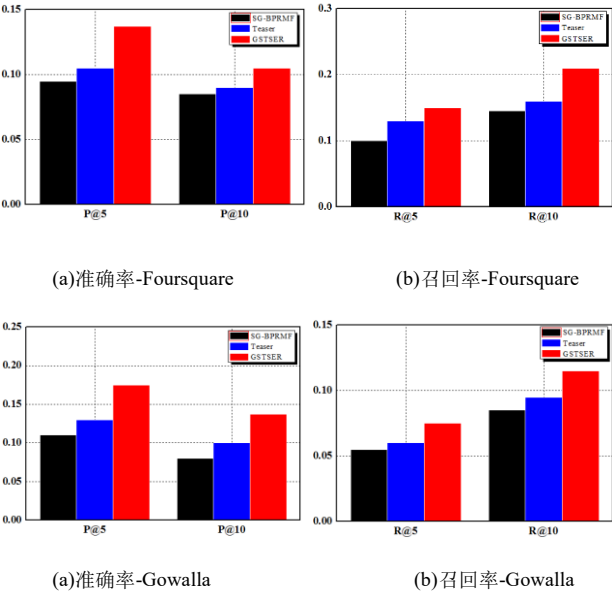 0.15
0.10
0.05
0.00
SG-BPRMF
Teaser
GSTSER
P@5
P@10
0.3
0.2
0.1
0.0
SG-BPRMF
Teaser
GSTSER
R@5
R@10
(a)准确率-Foursquare
(b)召回率-Foursquare
0.25
0.20
0.15
0.10
0.05
0.00
SG-BPRMF
Teaser
GSTSER
P@5
P@10
0.15
0.10
0.05
0.00
SG-BPRMF
Teaser
GSTSER
R@5
R@10
(a)准确率-Gowalla
(b)召回率-Gowalla